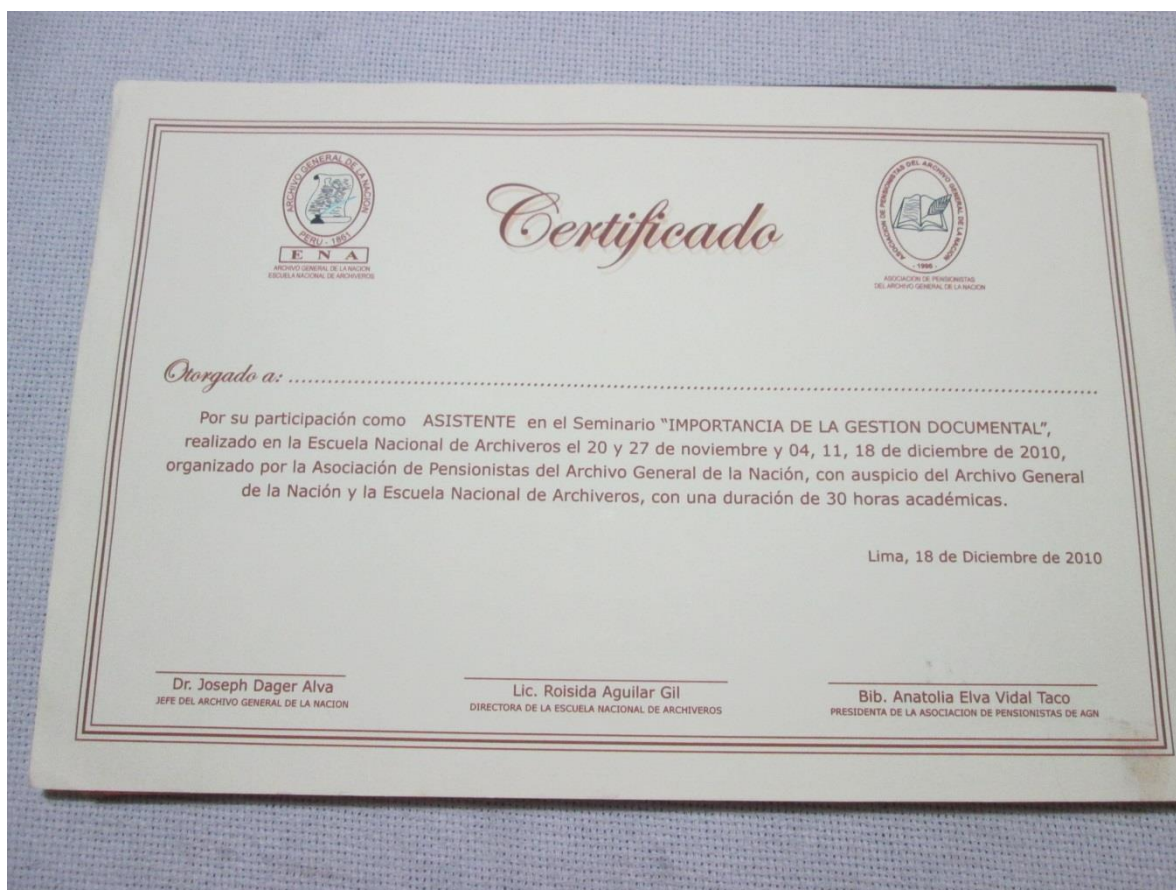 ARCHIVO GENERAL DE LA NACION
PERU - 1861
E N A
ARCHIVO GENERAL DE LA NACION
ESCUELA NACIONAL DE ARCHIVEROS
Certificado
ASOCIACION DE PENSIONISTAS DEL ARCHIVO GENERAL DE LA NACION
- 1996 -
ASOCIACION DE PENSIONISTAS
DEL ARCHIVO GENERAL DE LA NACION
Otorgado a: ........................................................................
Por su participación como ASISTENTE en el Seminario "IMPORTANCIA DE LA GESTION DOCUMENTAL",
realizado en la Escuela Nacional de Archiveros el 20 y 27 de noviembre y 04, 11, 18 de diciembre de 2010,
organizado por la Asociación de Pensionistas del Archivo General de la Nación, con auspicio del Archivo General
de la Nación y la Escuela Nacional de Archiveros, con una duración de 30 horas académicas.
Lima, 18 de Diciembre de 2010
Dr. Joseph Dager Alva
JEFE DEL ARCHIVO GENERAL DE LA NACION
Lic. Roisida Aguilar Gil
DIRECTORA DE LA ESCUELA NACIONAL DE ARCHIVEROS
Bib. Anatolia Elva Vidal Taco
PRESIDENTA DE LA ASOCIACION DE PENSIONISTAS DE AGN